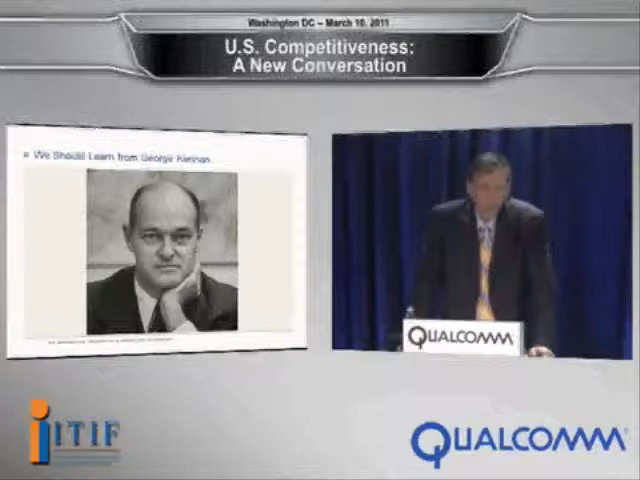 Washington DC – March 10, 2011
U.S. Competitiveness:
A New Conversation
We Should Learn from George Kennan
QUALCOMM
ITIF
QUALCOMM